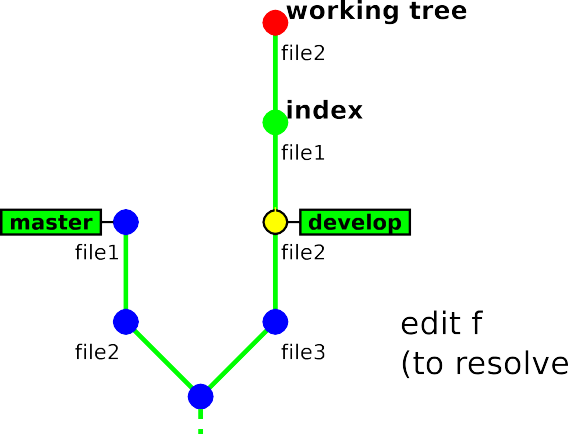 working tree
file2
index
file1
master
develop
file1
file2
file2
file3
edit f
(to resolve